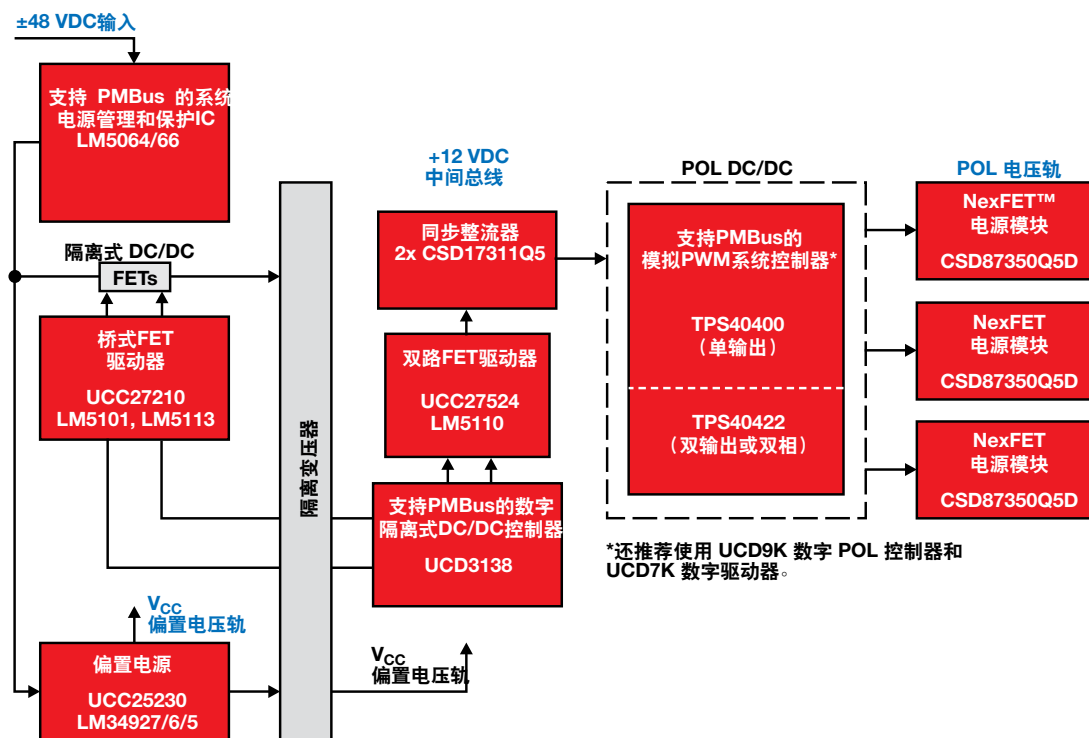 ±48 VDC输入
支持 PMBus 的系统
电源管理和保护IC
LM5064/66
隔离式 DC/DC
FETs
桥式FET
驱动器
UCC27210
LM5101, LM5113
VCC
偏置电压轨
偏置电源
UCC25230
LM34927/6/5
隔离变压器
+12 VDC
中间总线
同步整流器
2x CSD17311Q5
双路FET驱动器
UCC27524
LM5110
支持PMBus的数字
隔离式DC/DC控制器
UCD3138
VCC
偏置电压轨
POL DC/DC
支持PMBus的
模拟PWM系统控制器*
TPS40400
（单输出）
TPS40422
（双输出或双相）
*还推荐使用 UCD9K 数字 POL 控制器和
UCD7K 数字驱动器。
POL 电压轨
NexFET™
电源模块
CSD87350Q5D
NexFET
电源模块
CSD87350Q5D
NexFET
电源模块
CSD87350Q5D